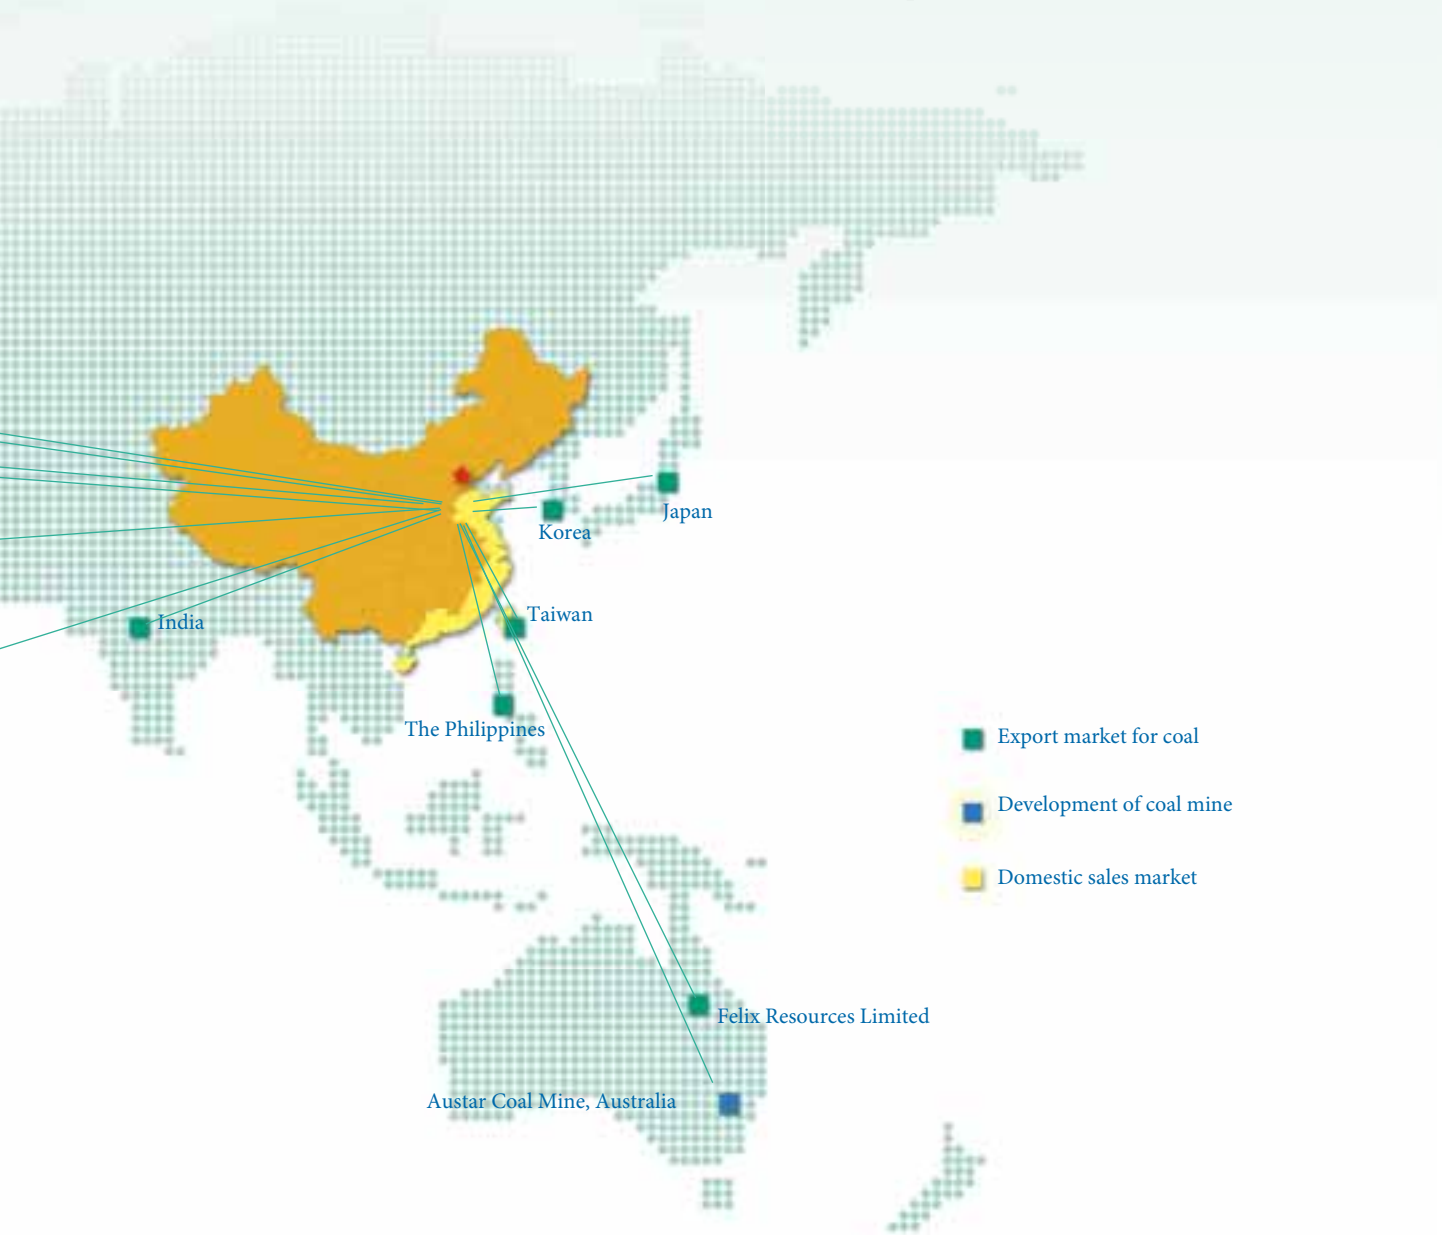 Japan
Korea
Taiwan
India
The Philippines
Export market for coal
Development of coal mine
Domestic sales market
Felix Resources Limited
Austar Coal Mine, Australia